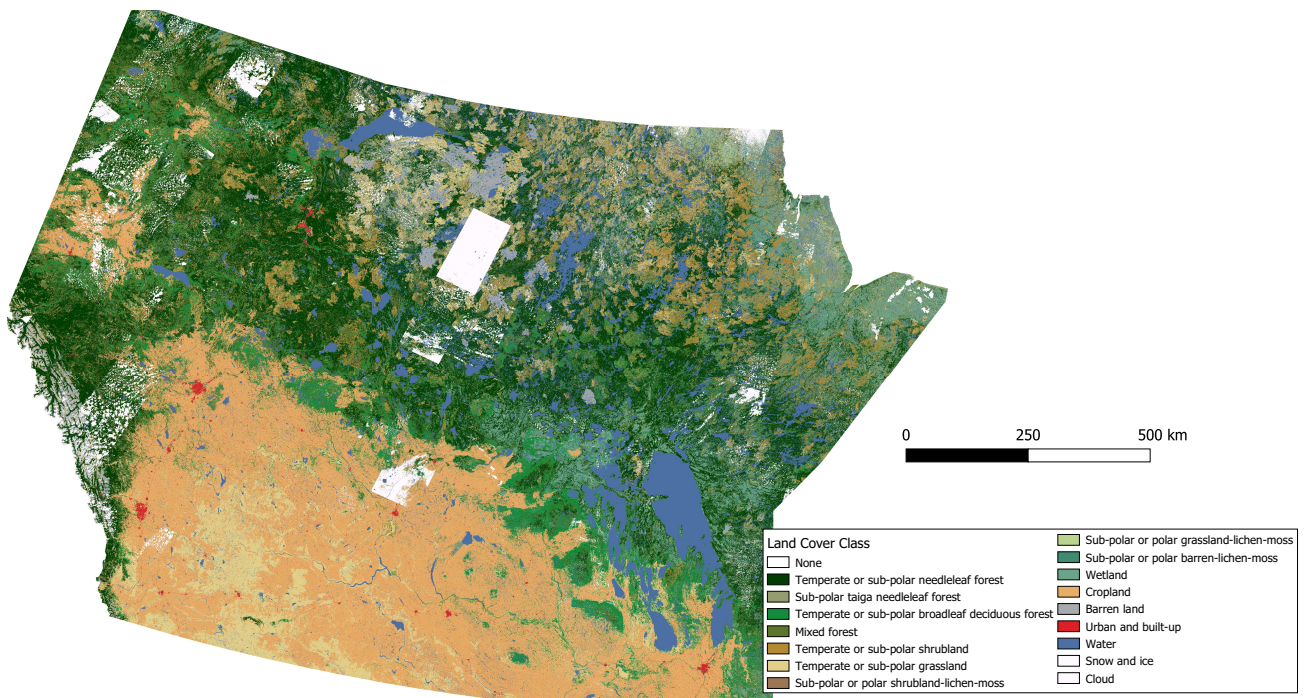 0 250 500 km
Land Cover Class
None
Temperate or sub-polar needleleaf forest
Sub-polar taiga needleleaf forest
Temperate or sub-polar broadleaf deciduous forest
Mixed forest
Temperate or sub-polar shrubland
Temperate or sub-polar grassland
Sub-polar or polar shrubland-lichen-moss
Sub-polar or polar grassland-lichen-moss
Sub-polar or polar barren-lichen-moss
Wetland
Cropland
Barren land
Urban and built-up
Water
Snow and ice
Cloud